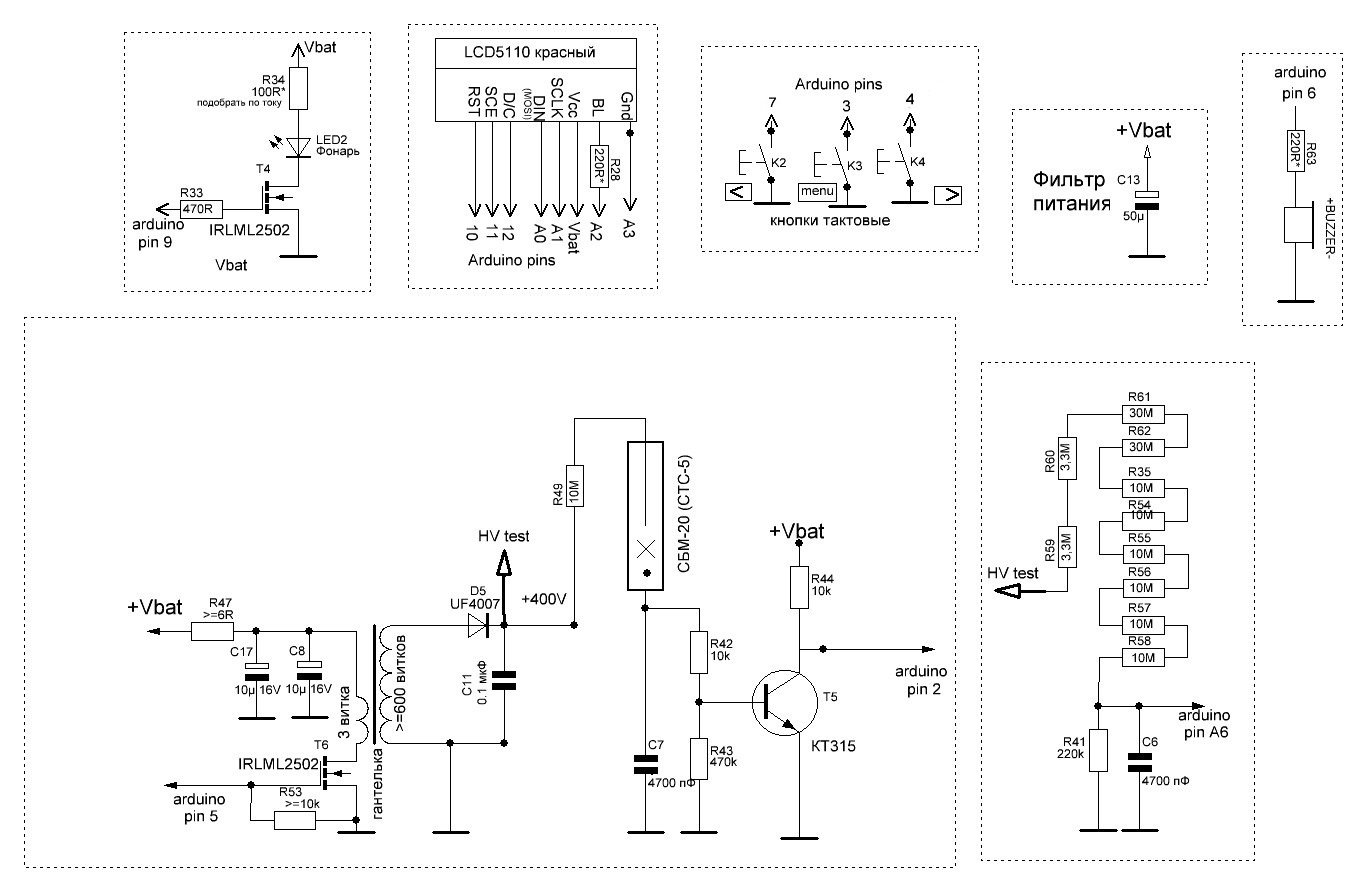 Vbat
R34
100R*
подобрать по току
LED2
Фонарь
T4
R33
470R
arduino
pin 9
IRLML2502
Vbat
LCD5110 красный
RST
SCE
D/C
DIN
(MOSI)
SCLK
Vcc
BL
Gnd
220R*
R28
10
11
12
A0
A1
Vbat
A2
A3
Arduino pins
Arduino pins
7
3
4
K2
K3
K4
<
menu
>
кнопки тактовые
+Vbat
Фильтр
питания
C13
50µ
arduino
pin 6
220R*
R63
+BUZZER-
+Vbat
R47
>=6R
C17
10µ 16V
C8
10µ 16V
3 витка
>=600 витков
гантелька
T6
IRLML2502
arduino
pin 5
R53
>=10k
D5
UF4007
HV test
+400V
C11
0.1 мкФ
R49
10M
СБМ-20 (СТС-5)
R42
10k
R43
470k
C7
4700 пФ
+Vbat
R44
10k
T5
КТ315
arduino
pin 2
R61
30M
R62
30M
R35
10M
R54
10M
R55
10M
R56
10M
R57
10M
R58
10M
R60
3,3M
R59
3,3M
HV test
arduino
pin A6
R41
220k
C6
4700 пФ